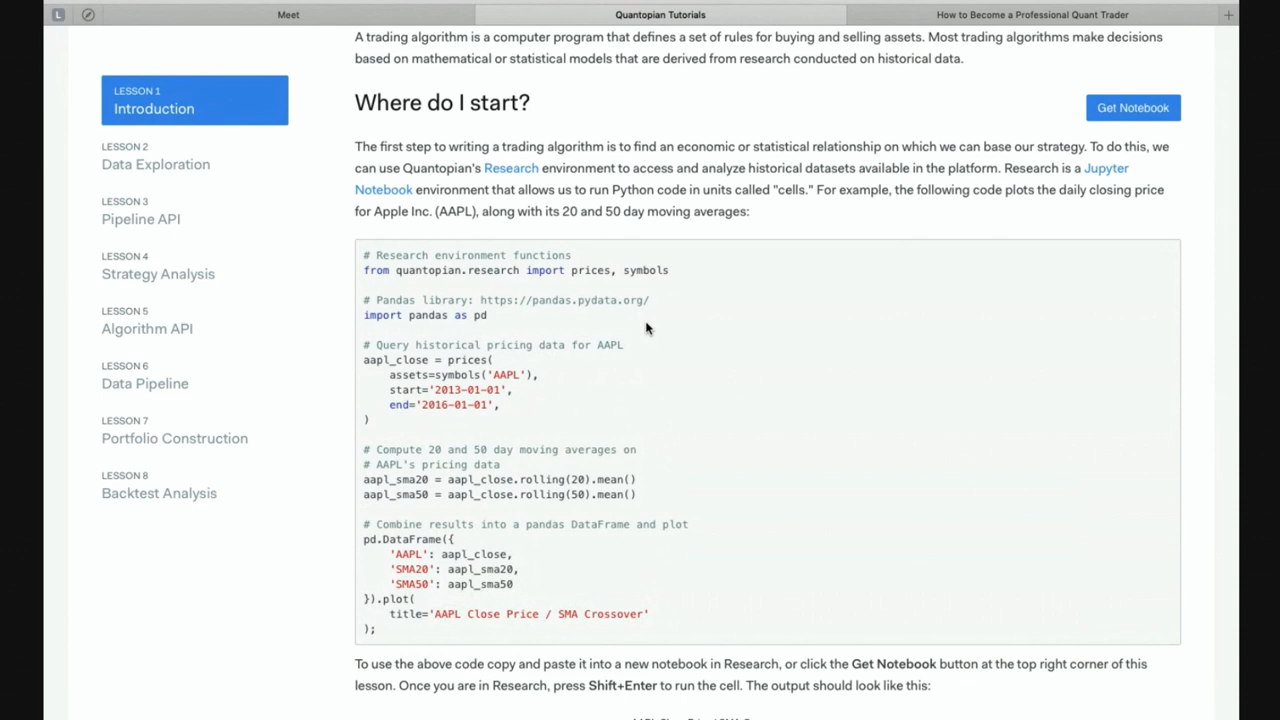 L
Meet
Quantopian Tutorials
How to Become a Professional Quant Trader
A trading algorithm is a computer program that defines a set of rules for buying and selling assets. Most trading algorithms make decisions
based on mathematical or statistical models that are derived from research conducted on historical data.
LESSON 1
Introduction
LESSON 2
Data Exploration
LESSON 3
Pipeline API
LESSON 4
Strategy Analysis
LESSON 5
Algorithm API
LESSON 6
Data Pipeline
LESSON 7
Portfolio Construction
LESSON 8
Backtest Analysis
Where do I start?
Get Notebook
The first step to writing a trading algorithm is to find an economic or statistical relationship on which we can base our strategy. To do this, we
can use Quantopian's Research environment to access and analyze historical datasets available in the platform. Research is a Jupyter
Notebook environment that allows us to run Python code in units called "cells." For example, the following code plots the daily closing price
for Apple Inc. (AAPL), along with its 20 and 50 day moving averages:
# Research environment functions
from quantopian.research import prices, symbols
# Pandas library: https://pandas.pydata.org/
import pandas as pd
# Query historical pricing data for AAPL
aapl_close = prices(
    assets=symbols('AAPL'),
    start='2013-01-01',
    end='2016-01-01',
)
# Compute 20 and 50 day moving averages on
# AAPL's pricing data
aapl_sma20 = aapl_close.rolling(20).mean()
aapl_sma50 = aapl_close.rolling(50).mean()
# Combine results into a pandas DataFrame and plot
pd.DataFrame({
    'AAPL': aapl_close,
    'SMA20': aapl_sma20,
    'SMA50': aapl_sma50
}).plot(
    title='AAPL Close Price / SMA Crossover'
);
To use the above code copy and paste it into a new notebook in Research, or click the Get Notebook button at the top right corner of this
lesson. Once you are in Research, press Shift+Enter to run the cell. The output should look like this: